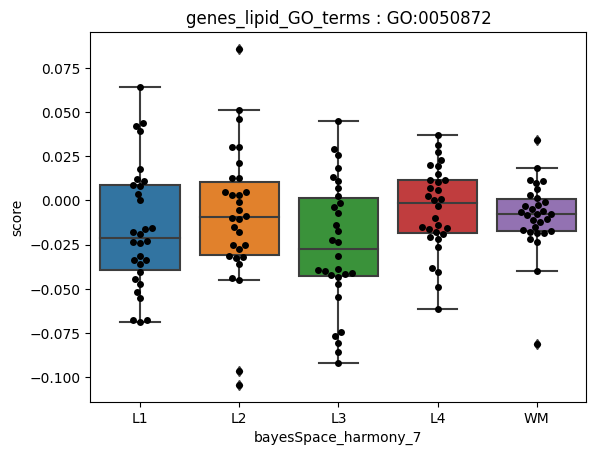 genes_lipid_GO_terms : GO:0050872
score
0.075
0.050
0.025
0.000
−0.025
−0.050
−0.075
−0.100
L1 L2 L3 L4 WM
bayesSpace_harmony_7